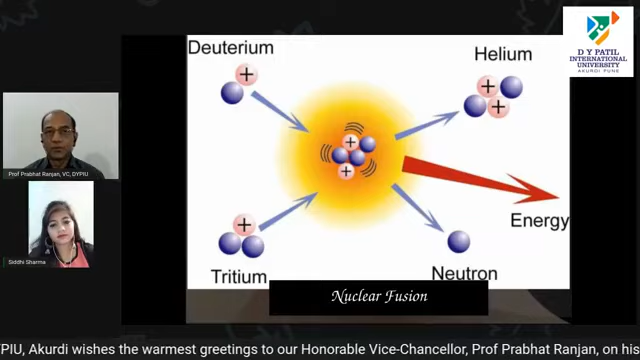 Deuterium
Helium
D Y PATIL
INTERNATIONAL
UNIVERSITY
AKURDI PUNE
+
+
+
+
+
+
Prof Prabhat Ranjan, VC, DYPIU
Energy
Siddhi Sharma
Tritium
Neutron
Nuclear Fusion
YPIU, Akurdi wishes the warmest greetings to our Honorable Vice-Chancellor, Prof Prabhat Ranjan, on his